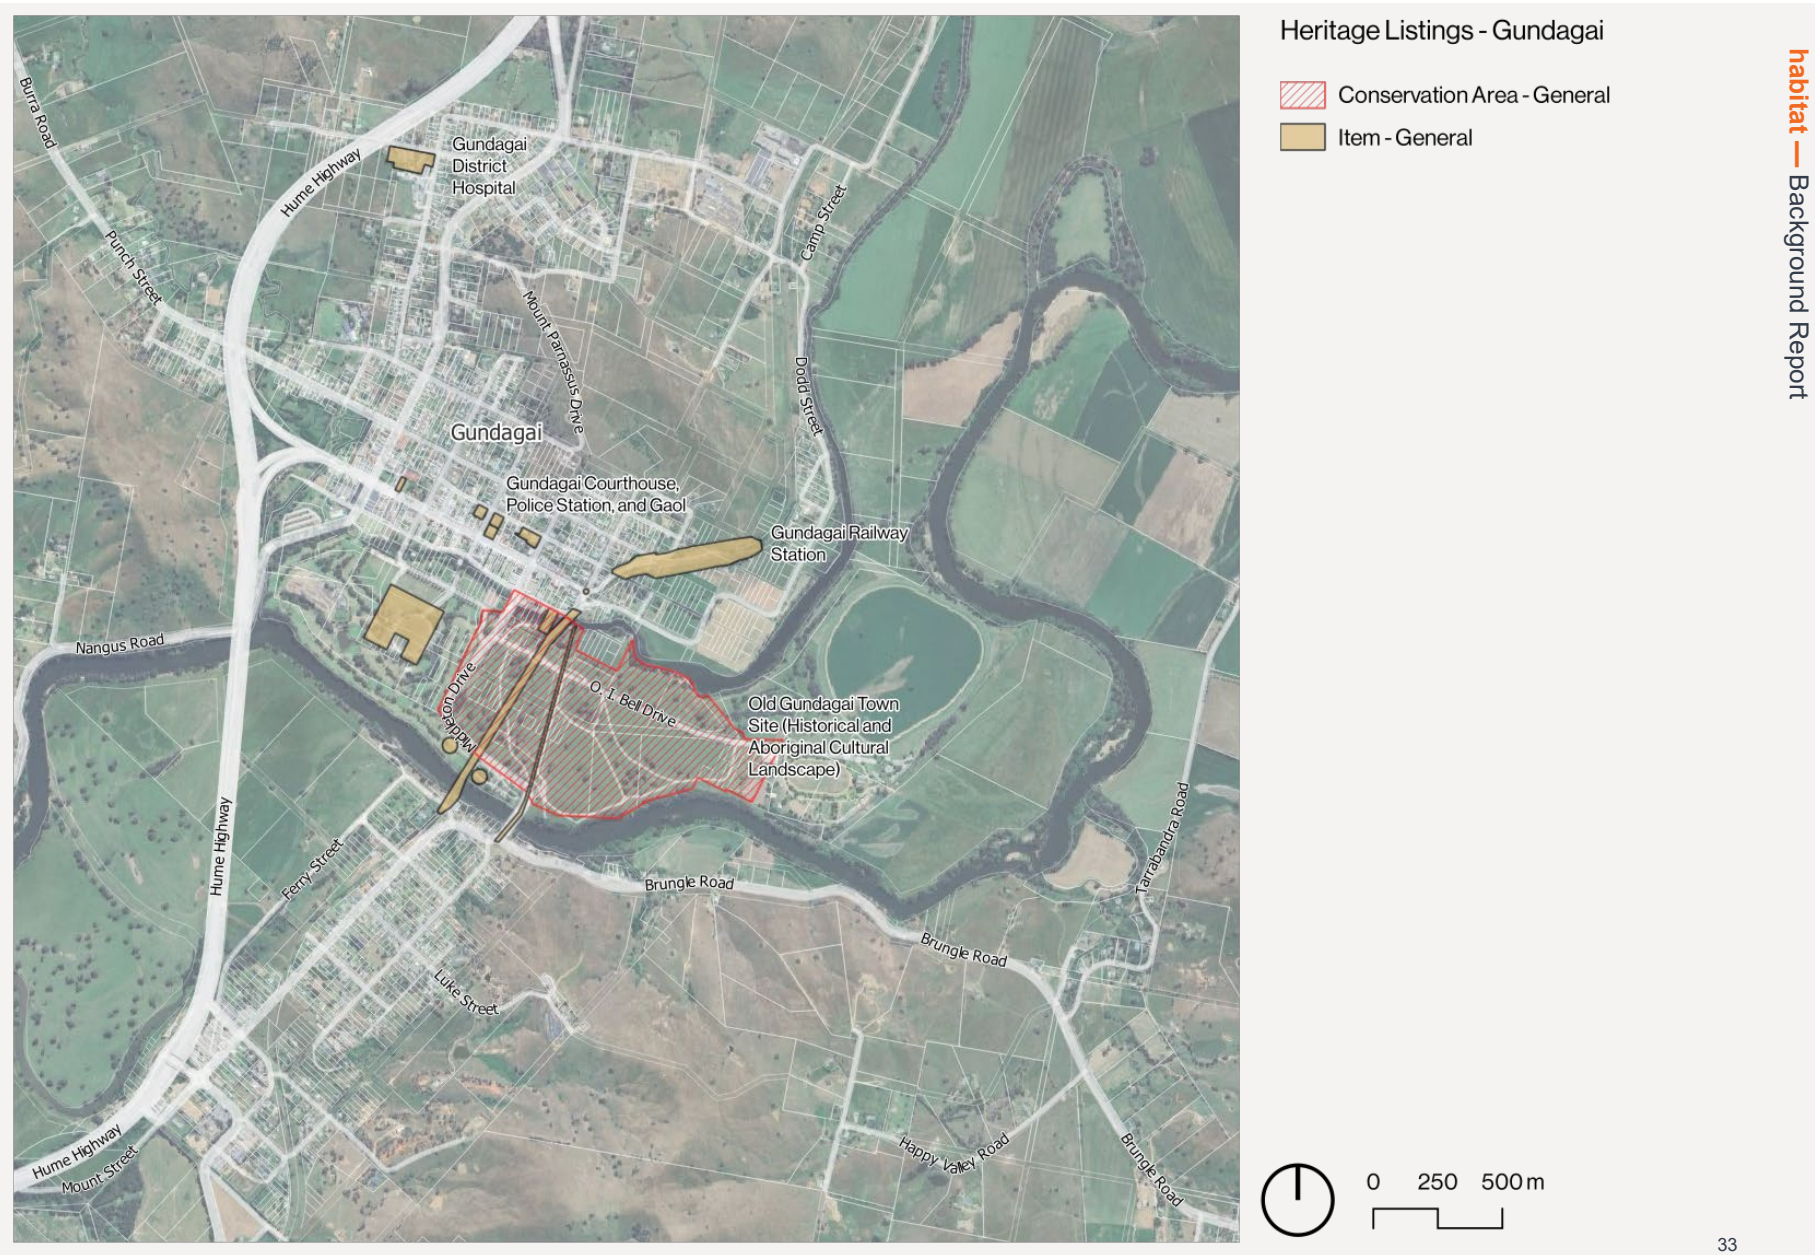 Heritage Listings - Gundagai
Conservation Area - General
Item - General
habitat — Background Report
Burra Road
Hume Highway
Gundagai
District
Hospital
Punch Street
Camp Street
Mount Parnassus Drive
Dodd Street
Gundagai
Gundagai Courthouse,
Police Station, and Gaol
Gundagai Railway
Station
Nangus Road
Middleton Drive
O. I. Bell Drive
Old Gundagai Town
Site (Historical and
Aboriginal Cultural
Landscape)
Hume Highway
Ferry Street
Brungle Road
Tarrabandra Road
Brungle Road
Luke Street
Hume Highway
Mount Street
Happy Valley Road
Brungle Road
0 250 500 m
33